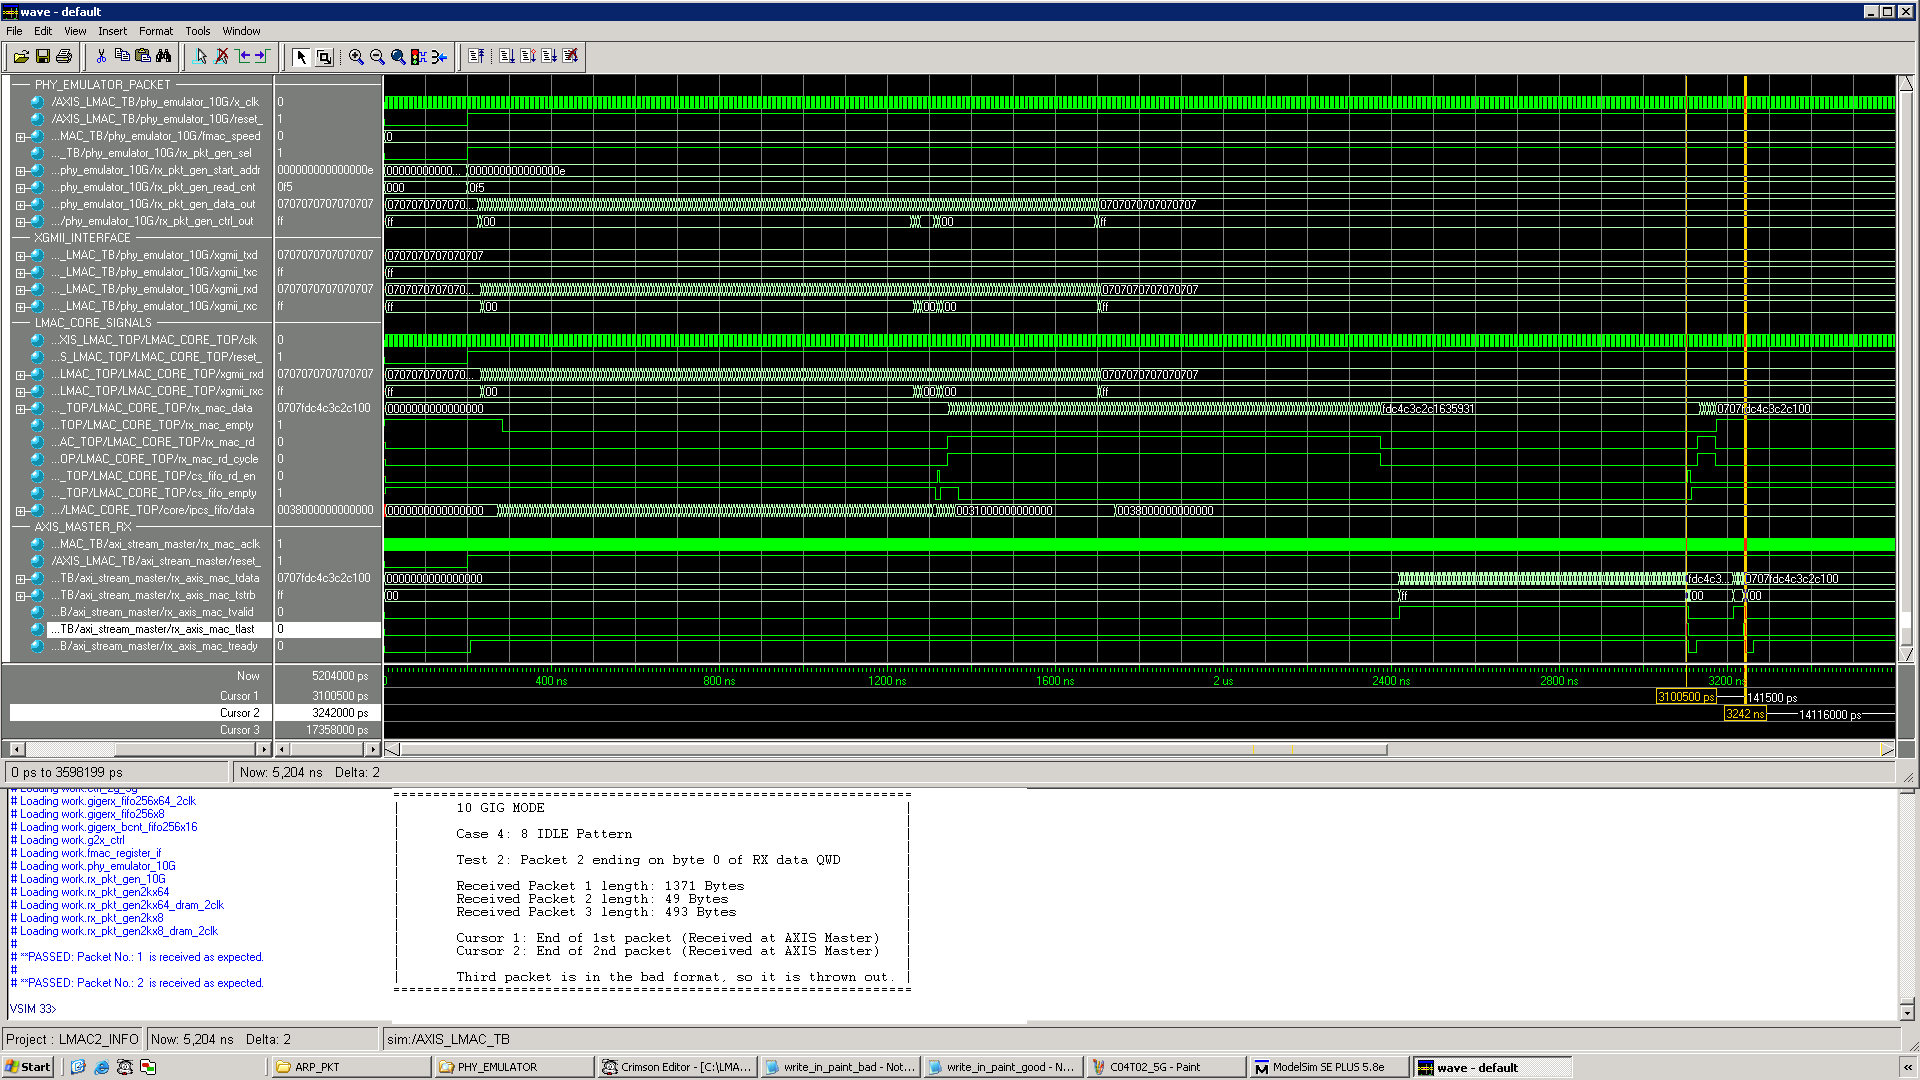 wave - default
File Edit View Insert Format Tools Window
PHY_EMULATOR_PACKET
/AXIS_LMAC_TB/phy_emulator_10G/x_clk 0
/AXIS_LMAC_TB/phy_emulator_10G/reset_ 1
...MAC_TB/phy_emulator_10G/fmac_speed 0 0
..._TB/phy_emulator_10G/rx_pkt_gen_sel 1
...phy_emulator_10G/rx_pkt_gen_start_addr 000000000000000e 00000000000... 000000000000000e
...phy_emulator_10G/rx_pkt_gen_read_cnt 0f5 000 0f5
...phy_emulator_10G/rx_pkt_gen_data_out 0707070707070707 07070707070... 0707070707070707
.../phy_emulator_10G/rx_pkt_gen_ctrl_out ff ff 00 00 ff
XGMII_INTERFACE
..._LMAC_TB/phy_emulator_10G/xgmii_txd 0707070707070707 0707070707070707
..._LMAC_TB/phy_emulator_10G/xgmii_txc ff ff
..._LMAC_TB/phy_emulator_10G/xgmii_rxd 0707070707070707 07070707070... 0707070707070707
..._LMAC_TB/phy_emulator_10G/xgmii_rxc ff ff 00 00 00 ff
LMAC_CORE_SIGNALS
...XIS_LMAC_TOP/LMAC_CORE_TOP/clk 0
...S_LMAC_TOP/LMAC_CORE_TOP/reset_ 1
...LMAC_TOP/LMAC_CORE_TOP/xgmii_rxd 0707070707070707 07070707070... 0707070707070707
...LMAC_TOP/LMAC_CORE_TOP/xgmii_rxc ff ff 00 00 00 ff
..._TOP/LMAC_CORE_TOP/rx_mac_data 0707fdc4c3c2c100 0000000000000000 fdc4c3c2c1635931 0707fdc4c3c2c100
...TOP/LMAC_CORE_TOP/rx_mac_empty 1
...AC_TOP/LMAC_CORE_TOP/rx_mac_rd 0
...OP/LMAC_CORE_TOP/rx_mac_rd_cycle 0
..._TOP/LMAC_CORE_TOP/cs_fifo_rd_en 0
..._TOP/LMAC_CORE_TOP/cs_fifo_empty 1
.../LMAC_CORE_TOP/core/ipcs_fifo/data 0038000000000000 0000000000000000 0031000000000000 0038000000000000
AXIS_MASTER_RX
...MAC_TB/axi_stream_master/rx_mac_aclk 1
/AXIS_LMAC_TB/axi_stream_master/reset_ 1
...TB/axi_stream_master/rx_axis_mac_tdata 0707fdc4c3c2c100 0000000000000000 fdc4c3... 0707fdc4c3c2c100
...TB/axi_stream_master/rx_axis_mac_tstrb 00 00 ff 00 00
...B/axi_stream_master/rx_axis_mac_tvalid 0
...TB/axi_stream_master/rx_axis_mac_tlast 0
...B/axi_stream_master/rx_axis_mac_tready 0
Now 5204000 ps 0 400 ns 800 ns 1200 ns 1600 ns 2 us 2400 ns 2800 ns 3200 ns
Cursor 1 3100500 ps 3100500 ps 141500 ps
Cursor 2 3242000 ps 3242 ns 14116000 ps
Cursor 3 17358000 ps
0 ps to 3598199 ps Now: 5,204 ns Delta: 2
# Loading work.ctrl_2g_5g
# Loading work.gigerx_fifo256x64_2clk
# Loading work.gigerx_fifo256x8
# Loading work.gigerx_bcnt_fifo256x16
# Loading work.g2x_ctrl
# Loading work.fmac_register_if
# Loading work.phy_emulator_10G
# Loading work.rx_pkt_gen_10G
# Loading work.rx_pkt_gen2kx64
# Loading work.rx_pkt_gen2kx64_dram_2clk
# Loading work.rx_pkt_gen2kx8
# Loading work.rx_pkt_gen2kx8_dram_2clk
#
# **PASSED: Packet No.: 1 is received as expected.
#
# **PASSED: Packet No.: 2 is received as expected.
VSIM 33>
10 GIG MODE
Case 4: 8 IDLE Pattern
Test 2: Packet 2 ending on byte 0 of RX data QWD
Received Packet 1 length: 1371 Bytes
Received Packet 2 length: 49 Bytes
Received Packet 3 length: 493 Bytes
Cursor 1: End of 1st packet (Received at AXIS Master)
Cursor 2: End of 2nd packet (Received at AXIS Master)
Third packet is in the bad format, so it is thrown out.
Project : LMAC2_INFO Now: 5,204 ns Delta: 2 sim:/AXIS_LMAC_TB
Start ARP_PKT PHY_EMULATOR Crimson Editor - [C:\LMA... write_in_paint_bad - Not... write_in_paint_good - N... C04T02_5G - Paint ModelSim SE PLUS 5.8e wave - default